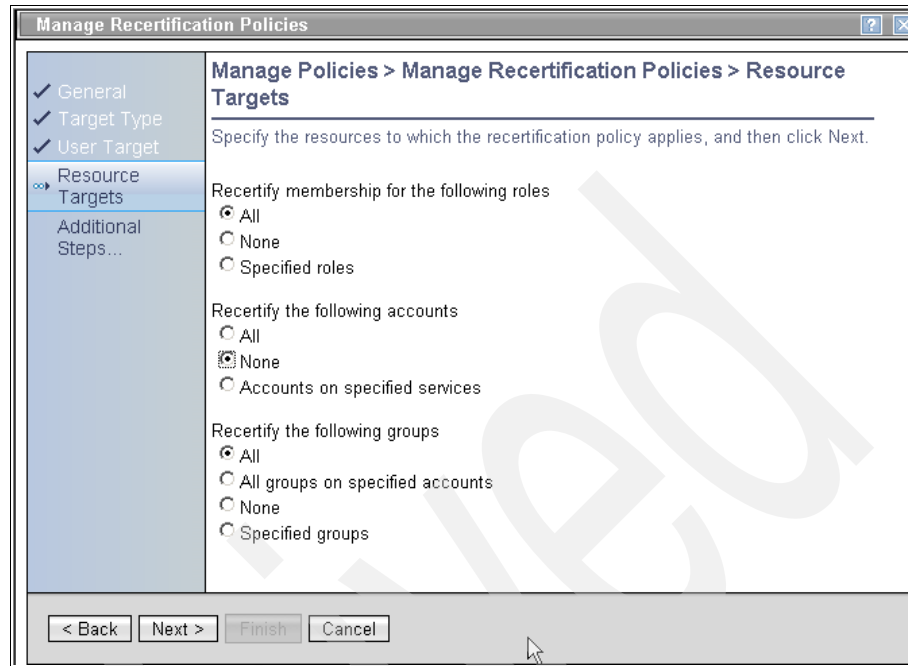 Manage Recertification Policies
?
General
Target Type
User Target
Resource
Targets
Additional
Steps...
Manage Policies > Manage Recertification Policies > Resource
Targets
Specify the resources to which the recertification policy applies, and then click Next.
Recertify membership for the following roles
All
None
Specified roles
Recertify the following accounts
All
None
Accounts on specified services
Recertify the following groups
All
All groups on specified accounts
None
Specified groups
< Back
Next >
Finish
Cancel